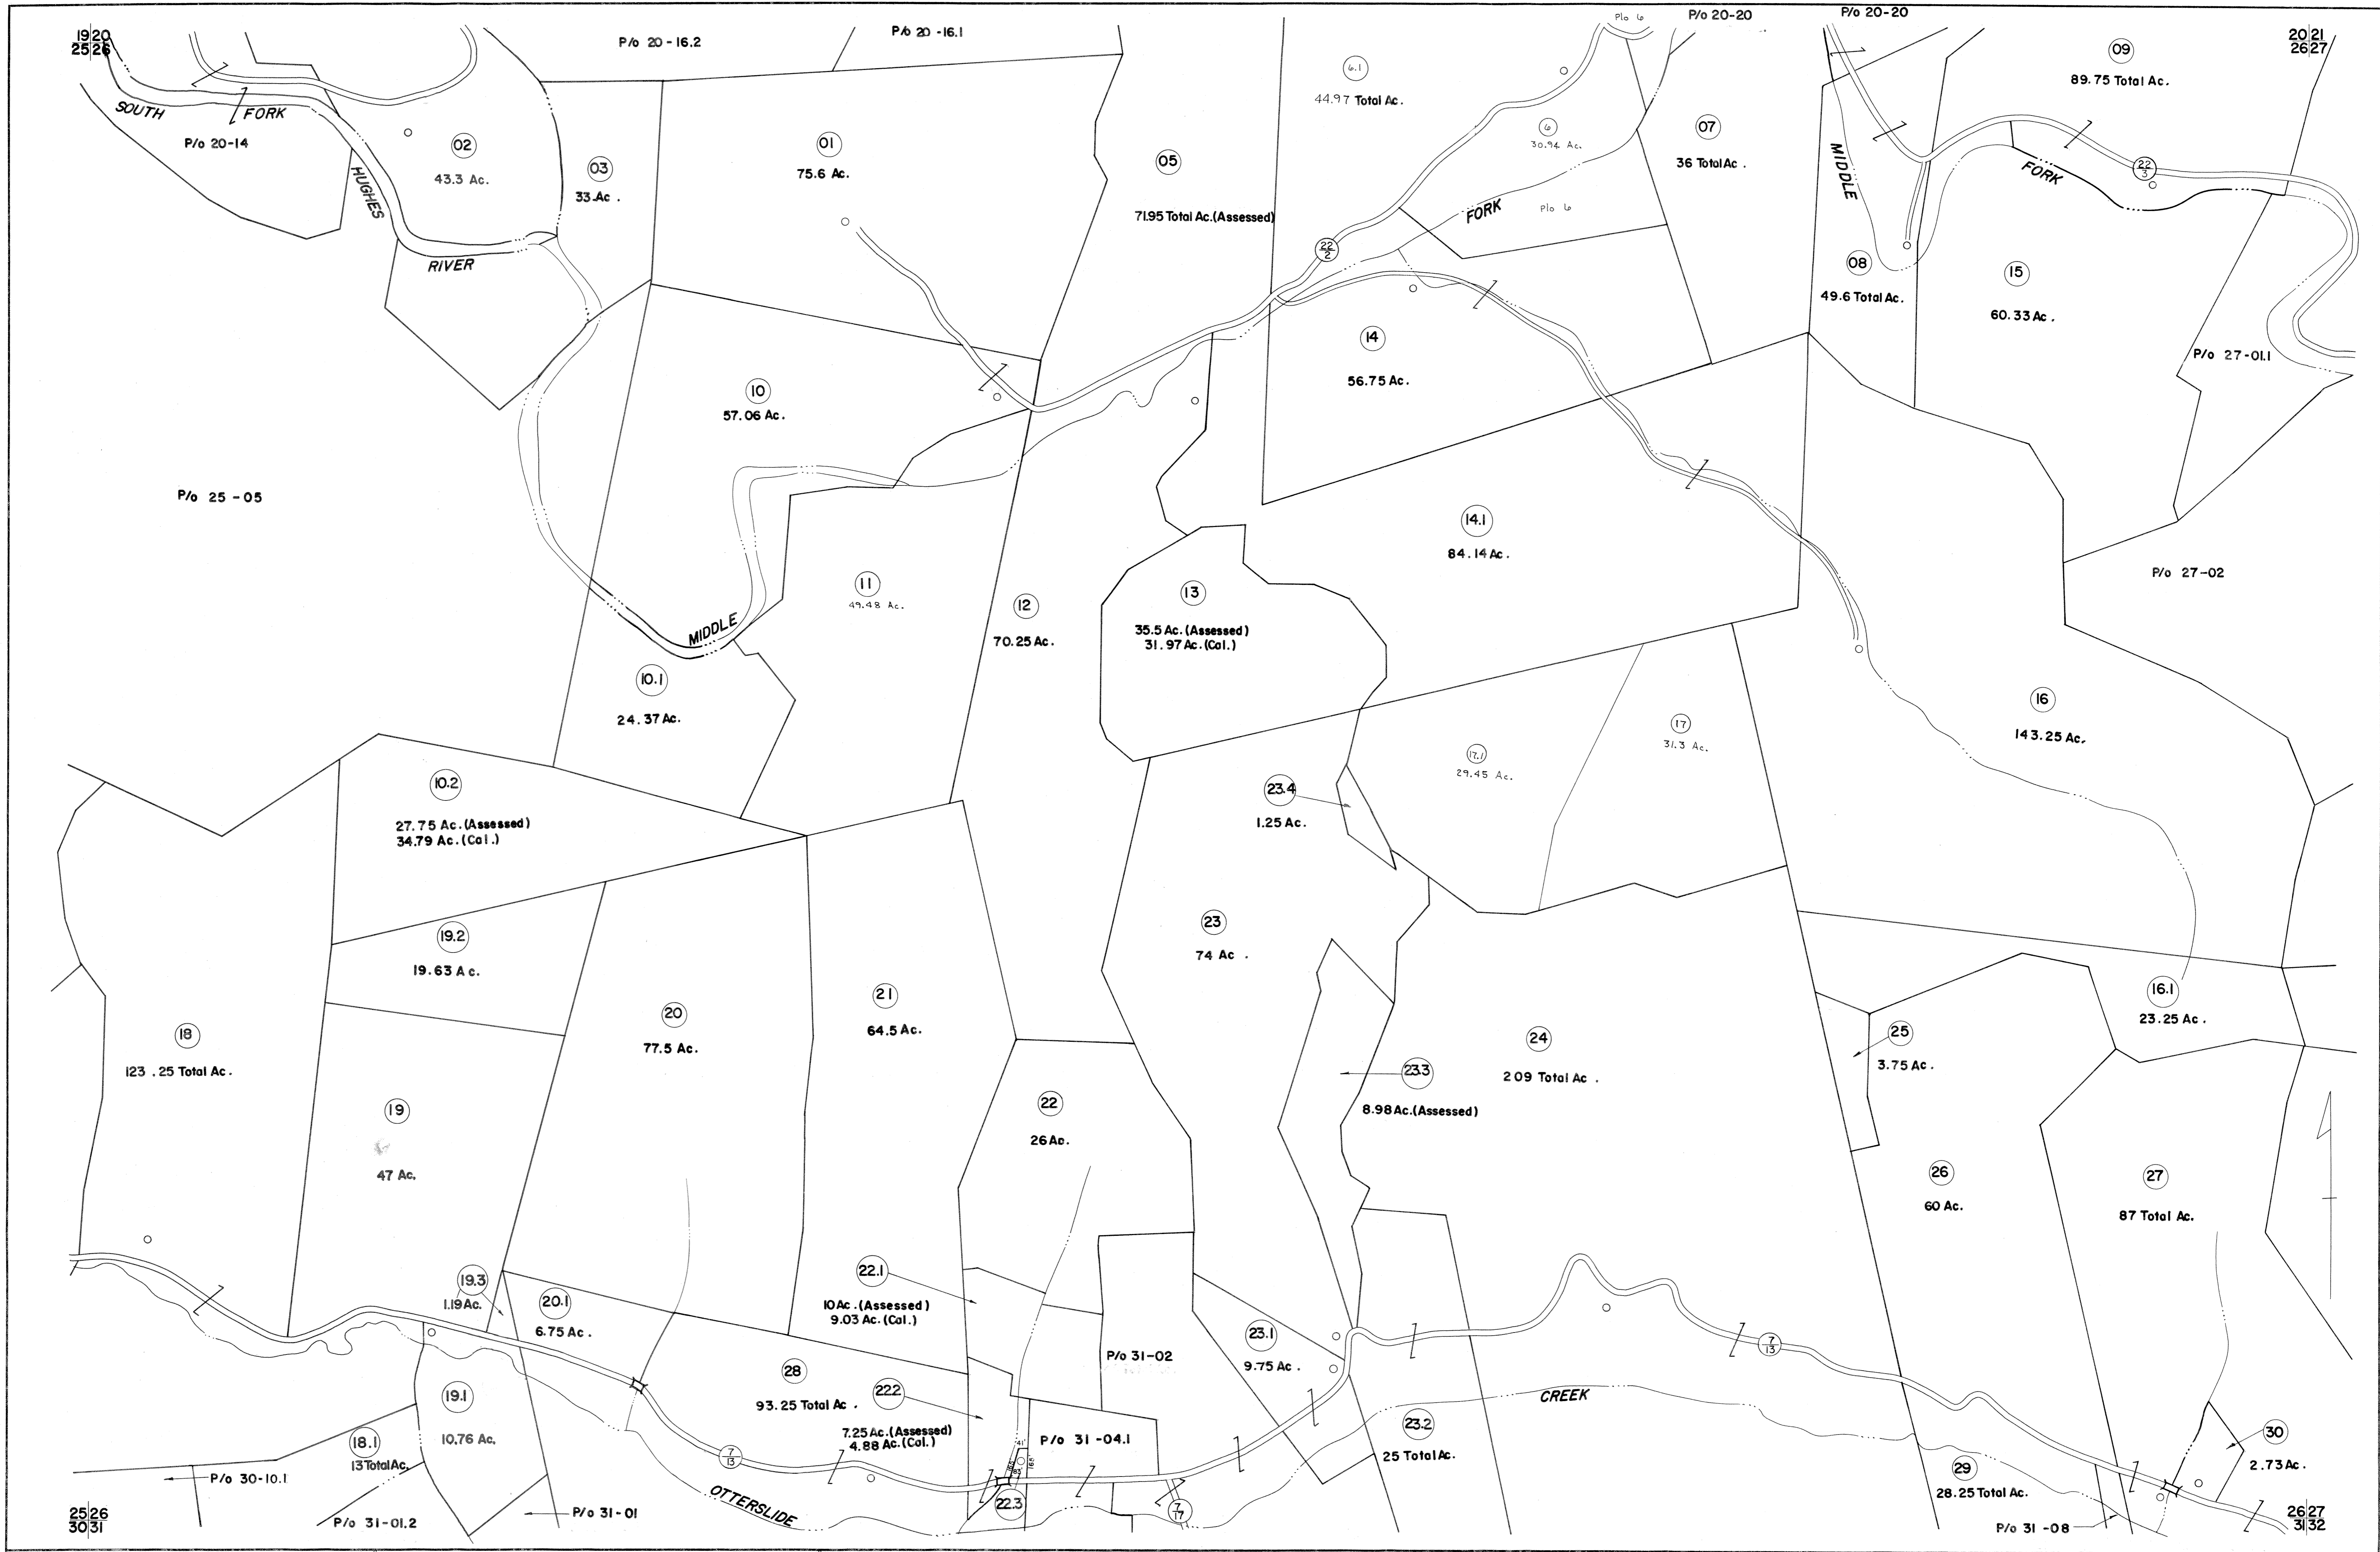 19 20
25 26
P/o 20-16.2
P/o 20-16.1
P/o 6
P/o 20-20
P/o 20-20
20 21
26 27
SOUTH FORK
P/o 20-14
HUGHES
RIVER
02
43.3 Ac.
03
33 Ac.
01
75.6 Ac.
05
71.95 Total Ac.(Assessed)
6.1
44.97 Total Ac.
6
30.94 Ac.
FORK
P/o 6
22
2
07
36 Total Ac.
MIDDLE
FORK
09
89.75 Total Ac.
22
3
08
49.6 Total Ac.
15
60.33 Ac.
P/o 27-01.1
14
56.75 Ac.
10
57.06 Ac.
P/o 25-05
14.1
84.14 Ac.
P/o 27-02
11
49.48 Ac.
12
70.25 Ac.
13
35.5 Ac.(Assessed)
31.97 Ac.(Cal.)
MIDDLE
10.1
24.37 Ac.
17.1
29.45 Ac.
17
31.3 Ac.
16
143.25 Ac.
10.2
27.75 Ac.(Assessed)
34.79 Ac.(Cal.)
23.4
1.25 Ac.
19.2
19.63 Ac.
23
74 Ac.
18
123.25 Total Ac.
20
77.5 Ac.
21
64.5 Ac.
16.1
23.25 Ac.
24
209 Total Ac.
25
3.75 Ac.
23.3
8.98 Ac.(Assessed)
19
47 Ac.
22
26 Ac.
26
60 Ac.
27
87 Total Ac.
19.3
1.19 Ac.
20.1
6.75 Ac.
22.1
10 Ac.(Assessed)
9.03 Ac.(Cal.)
P/o 31-02
23.1
9.75 Ac.
7
13
28
93.25 Total Ac.
22.2
7.25 Ac.(Assessed)
4.88 Ac.(Cal.)
CREEK
19.1
10.76 Ac.
18.1
13 Total Ac.
P/o 30-10.1
7
13
41'
168'
83'
P/o 31-04.1
23.2
25 Total Ac.
30
2.73 Ac.
29
28.25 Total Ac.
OTTERSLIDE
22.3
7
17
P/o 31-01
P/o 31-01.2
P/o 31-08
25 26
30 31
26 27
31 32